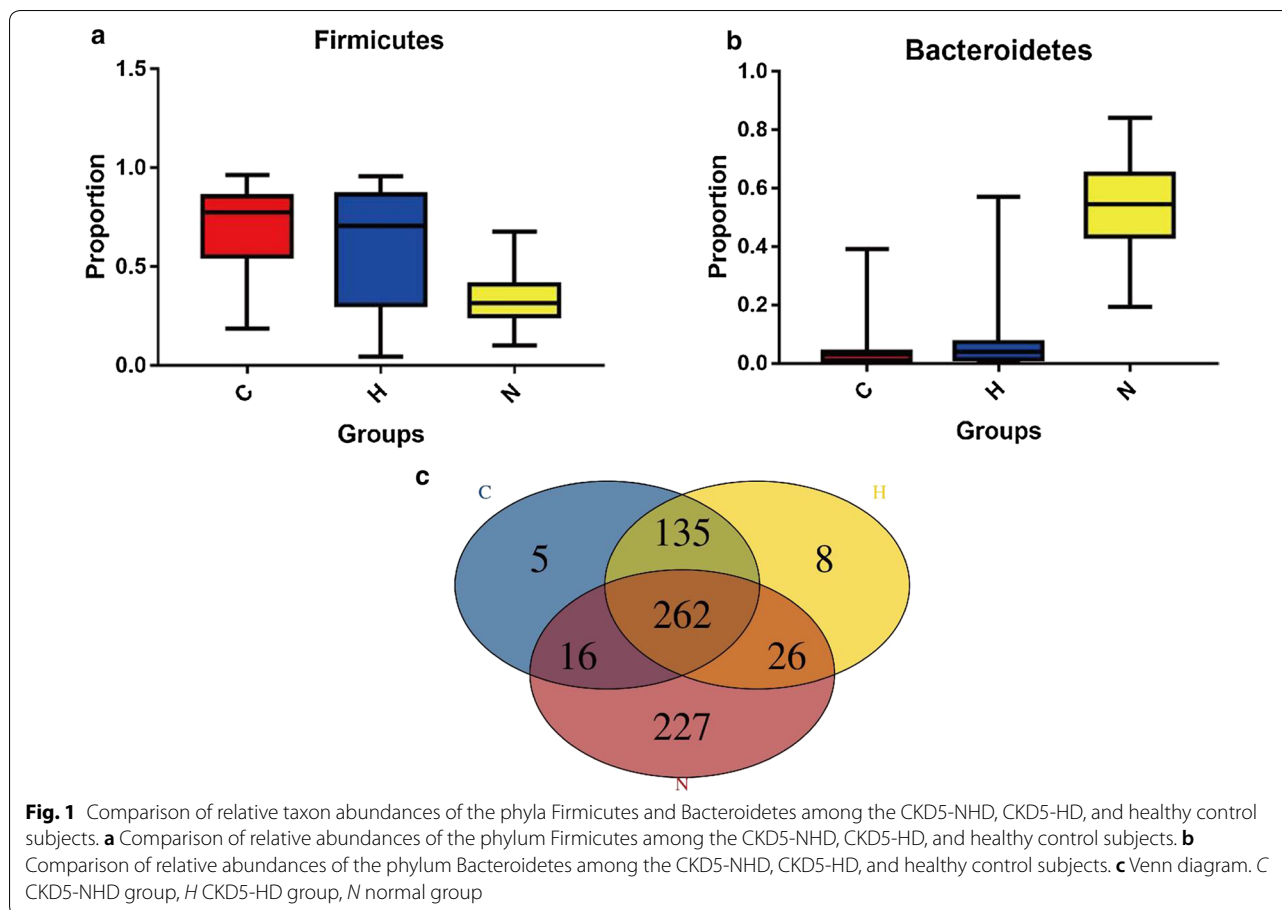 a
Firmicutes
1.5
1.0
0.5
0.0
Proportion
C
H
N
Groups
b
Bacteroidetes
1.0
0.8
0.6
0.4
0.2
0.0
Proportion
C
H
N
Groups
c
C
H
135
5
8
262
16
26
227
N
Fig. 1 Comparison of relative taxon abundances of the phyla Firmicutes and Bacteroidetes among the CKD5-NHD, CKD5-HD, and healthy control
subjects. a Comparison of relative abundances of the phylum Firmicutes among the CKD5-NHD, CKD5-HD, and healthy control subjects. b
Comparison of relative abundances of the phylum Bacteroidetes among the CKD5-NHD, CKD5-HD, and healthy control subjects. c Venn diagram. C
CKD5-NHD group, H CKD5-HD group, N normal group